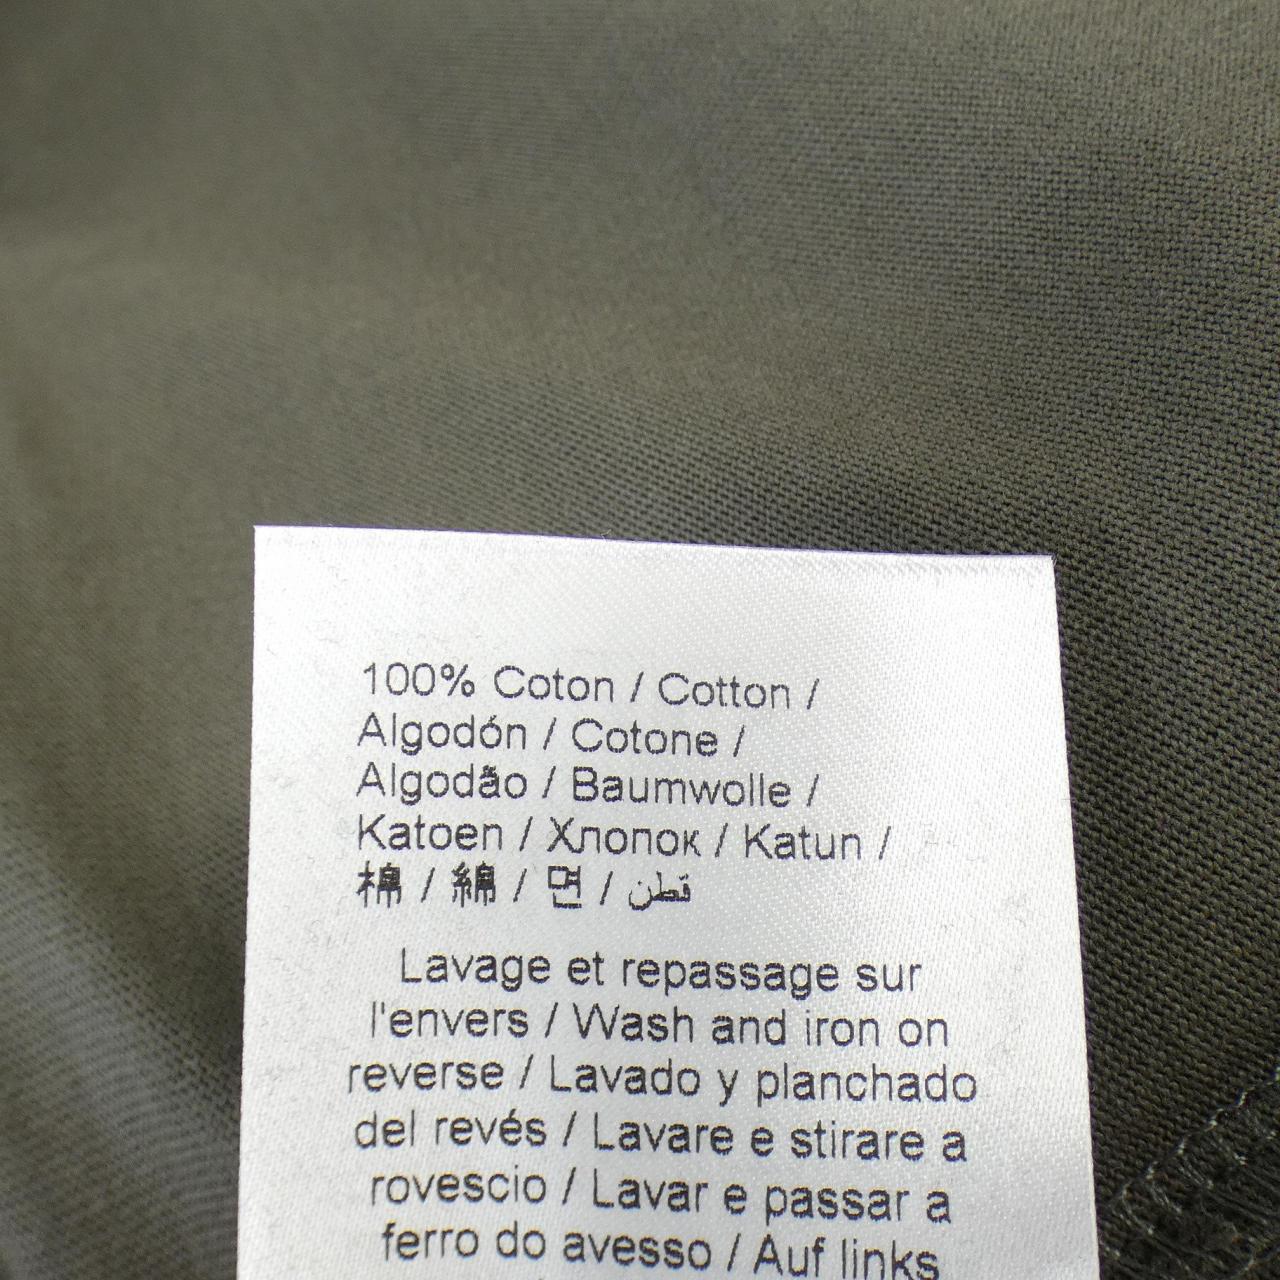 100% Coton / Cotton /
Algodón / Cotone /
Algodão / Baumwolle /
Katoen / Хлопок / Katun /
棉 / 綿 / 면 / قطن
Lavage et repassage sur
l'envers / Wash and iron on
reverse / Lavado y planchado
del revés / Lavare e stirare a
rovescio / Lavar e passar a
ferro do avesso / Auf links